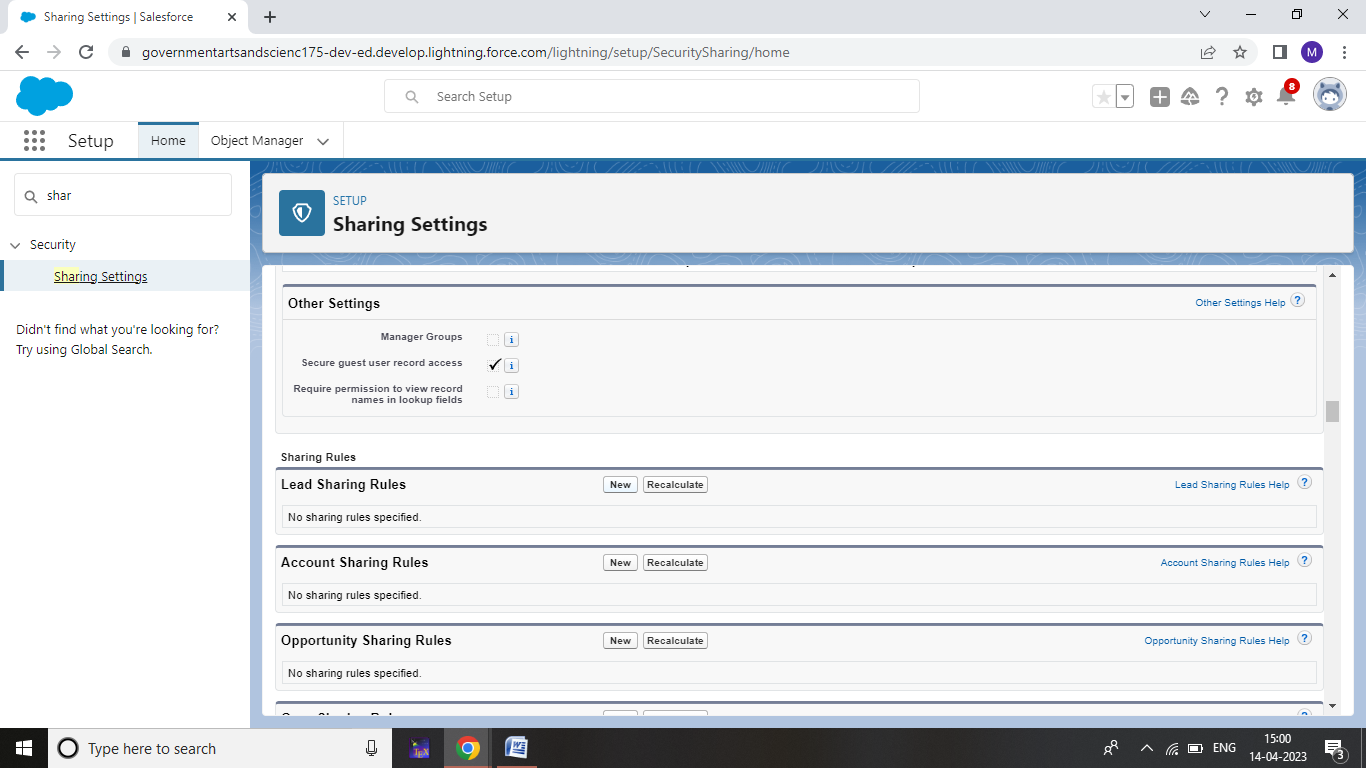 Sharing Settings | Salesforce
governmentartsandscienc175-dev-ed.develop.lightning.force.com/lightning/setup/SecuritySharing/home
M
Search Setup
8
Setup
Home
Object Manager
shar
Security
Sharing Settings
Didn't find what you're looking for?
Try using Global Search.
SETUP
Sharing Settings
Other Settings
Other Settings Help ?
Manager Groups
i
Secure guest user record access
i
Require permission to view record
names in lookup fields
i
Sharing Rules
Lead Sharing Rules
New
Recalculate
Lead Sharing Rules Help ?
No sharing rules specified.
Account Sharing Rules
New
Recalculate
Account Sharing Rules Help ?
No sharing rules specified.
Opportunity Sharing Rules
New
Recalculate
Opportunity Sharing Rules Help ?
No sharing rules specified.
Type here to search
ENG
15:00
14-04-2023
3